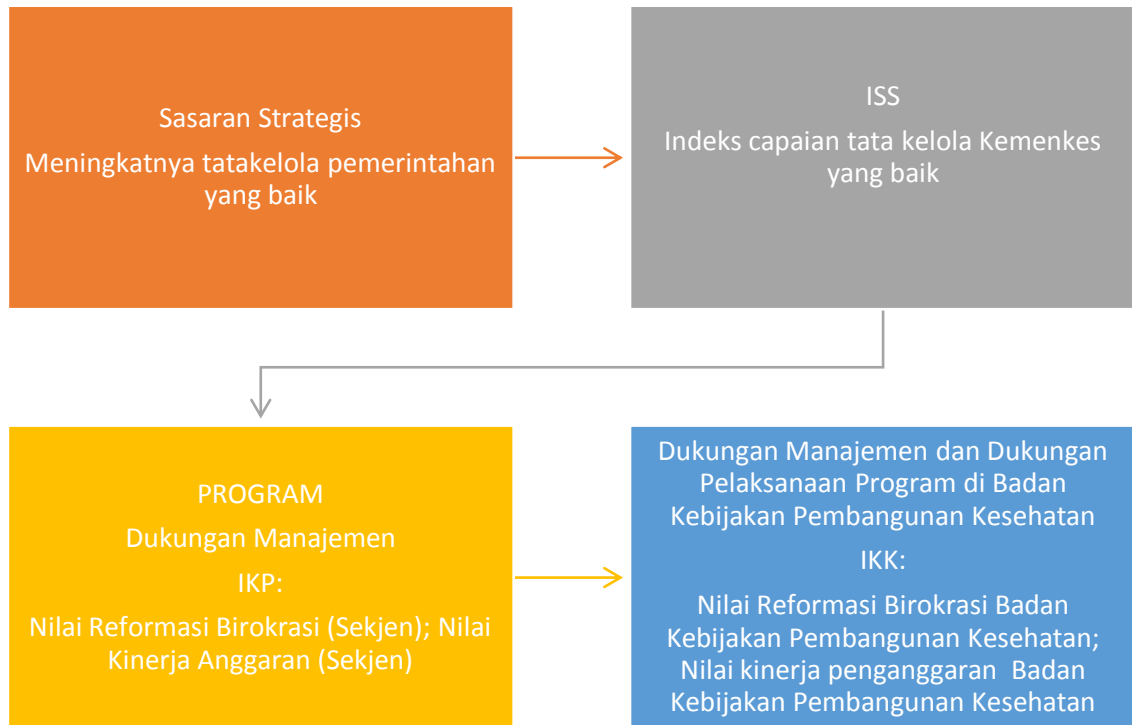 Sasaran Strategis
Meningkatnya tatakelola pemerintahan
yang baik
ISS
Indeks capaian tata kelola Kemenkes
yang baik
PROGRAM
Dukungan Manajemen
IKP:
Nilai Reformasi Birokrasi (Sekjen); Nilai
Kinerja Anggaran (Sekjen)
Dukungan Manajemen dan Dukungan
Pelaksanaan Program di Badan
Kebijakan Pembangunan Kesehatan
IKK:
Nilai Reformasi Birokrasi Badan
Kebijakan Pembangunan Kesehatan;
Nilai kinerja penganggaran Badan
Kebijakan Pembangunan Kesehatan